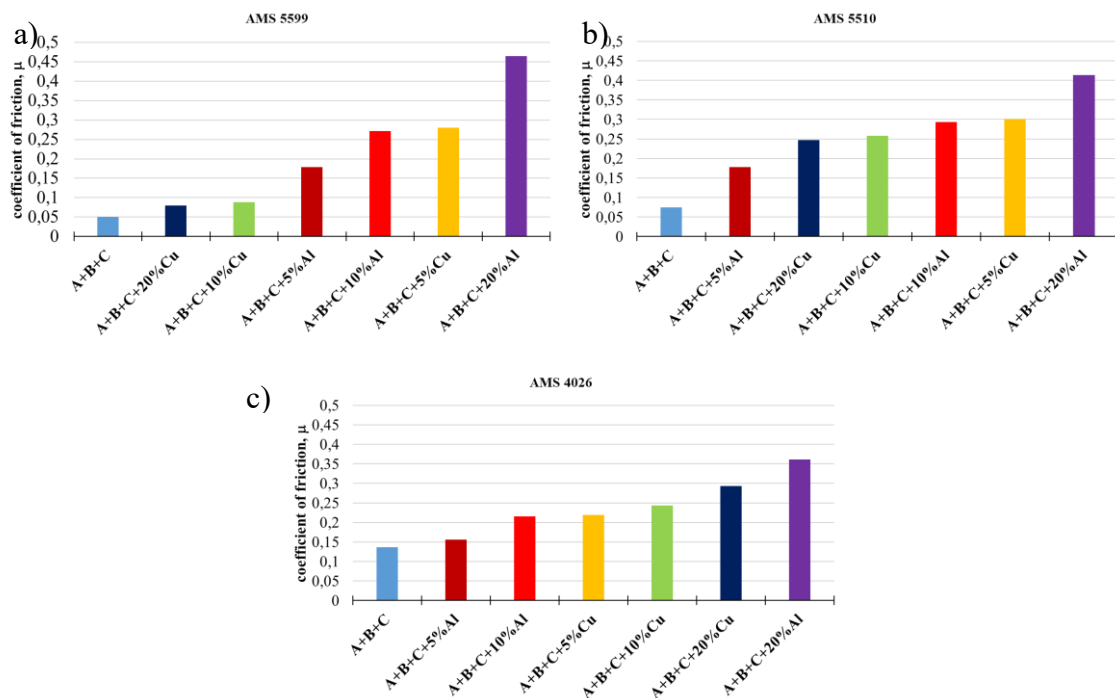 a)
AMS 5599
coefficient of friction, μ
0,5
0,45
0,4
0,35
0,3
0,25
0,2
0,15
0,1
0,05
0
A+B+C
A+B+C+20%Cu
A+B+C+10%Cu
A+B+C+5%Al
A+B+C+10%Al
A+B+C+5%Cu
A+B+C+20%Al
b)
AMS 5510
coefficient of friction, μ
0,5
0,45
0,4
0,35
0,3
0,25
0,2
0,15
0,1
0,05
0
A+B+C
A+B+C+5%Al
A+B+C+20%Cu
A+B+C+10%Cu
A+B+C+10%Al
A+B+C+5%Cu
A+B+C+20%Al
c)
AMS 4026
coefficient of friction, μ
0,5
0,45
0,4
0,35
0,3
0,25
0,2
0,15
0,1
0,05
0
A+B+C
A+B+C+5%Al
A+B+C+10%Al
A+B+C+5%Cu
A+B+C+10%Cu
A+B+C+20%Cu
A+B+C+20%Al